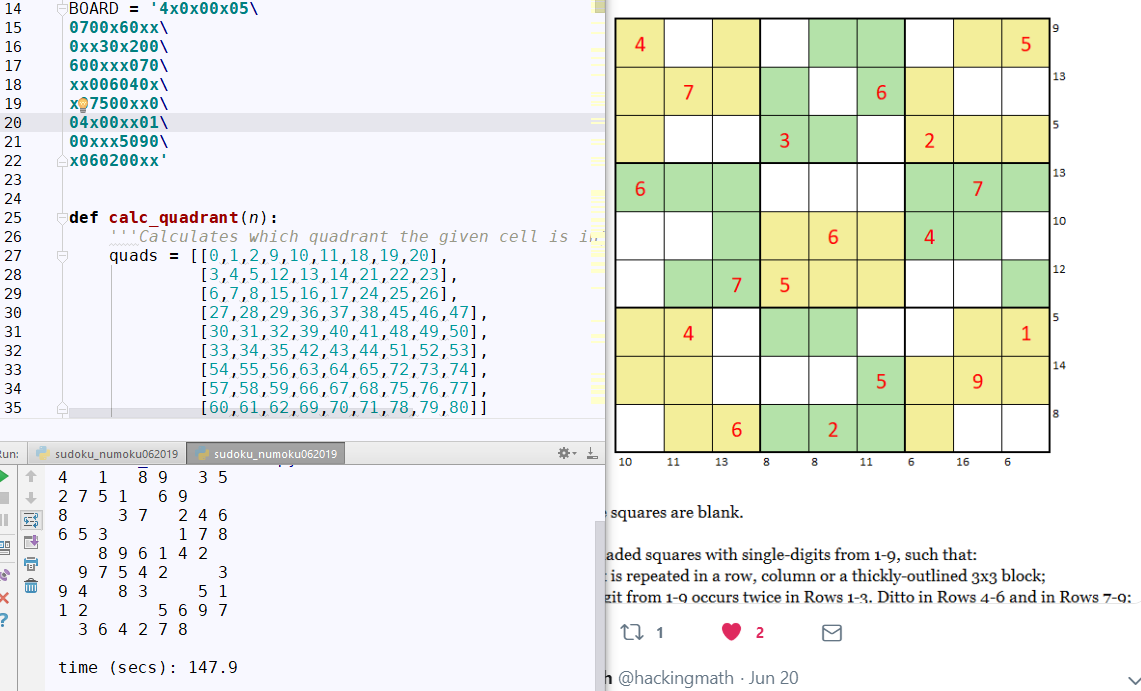 14 BOARD = '4x0x00x05\
15 0700x60xx\
16 0xx30x200\
17 600xxx070\
18 xx006040x\
19 x 7500xx0\
20 04x00xx01\
21 00xxx5090\
22 x060200xx'
23
24
25 def calc_quadrant(n):
26 '''Calculates which quadrant the given cell is in
27 quads = [[0,1,2,9,10,11,18,19,20],
28 [3,4,5,12,13,14,21,22,23],
29 [6,7,8,15,16,17,24,25,26],
30 [27,28,29,36,37,38,45,46,47],
31 [30,31,32,39,40,41,48,49,50],
32 [33,34,35,42,43,44,51,52,53],
33 [54,55,56,63,64,65,72,73,74],
34 [57,58,59,66,67,68,75,76,77],
35 [60,61,62,69,70,71,78,79,80]]
Run: sudoku_numoku062019 sudoku_numoku062019
4 1 8 9 3 5
2 7 5 1 6 9
8 3 7 2 4 6
6 5 3 1 7 8
8 9 6 1 4 2
9 7 5 4 2 3
9 4 8 3 5 1
1 2 5 6 9 7
3 6 4 2 7 8
time (secs): 147.9
4 5 9
7 6 13
3 2 5
6 7 13
6 4 10
7 5 12
4 1 5
5 9 14
6 2 8
10 11 13 8 8 11 6 16 6
squares are blank.
aded squares with single-digits from 1-9, such that:
is repeated in a row, column or a thickly-outlined 3x3 block;
git from 1-9 occurs twice in Rows 1-3. Ditto in Rows 4-6 and in Rows 7-9;
1 2
h @hackingmath · Jun 20